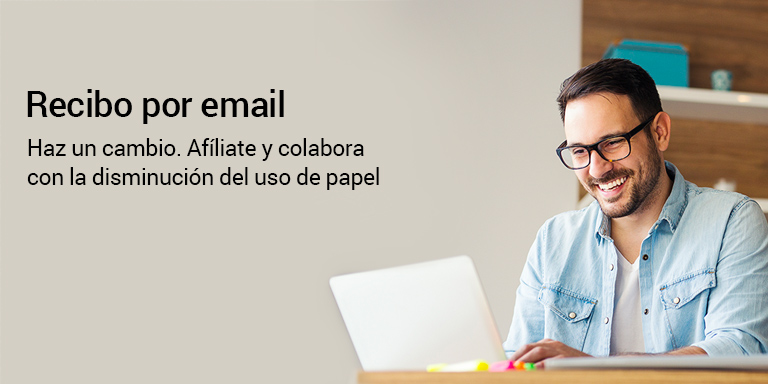 Recibo por email
Haz un cambio. Afíliate y colabora
con la disminución del uso de papel